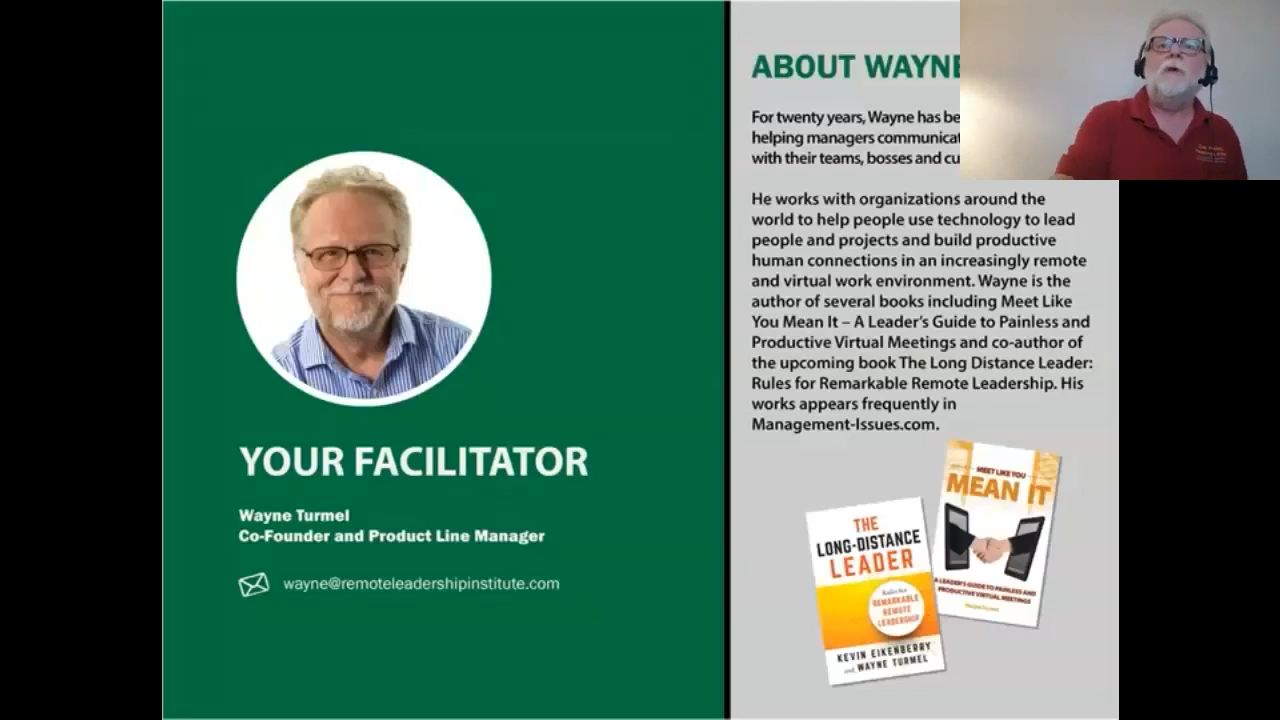 YOUR FACILITATOR
Wayne Turmel
Co-Founder and Product Line Manager
wayne@remoteleadershipinstitute.com
ABOUT WAYNE
For twenty years, Wayne has be
helping managers communicat
with their teams, bosses and cu
He works with organizations around the
world to help people use technology to lead
people and projects and build productive
human connections in an increasingly remote
and virtual work environment. Wayne is the
author of several books including Meet Like
You Mean It – A Leader's Guide to Painless and
Productive Virtual Meetings and co-author of
the upcoming book The Long Distance Leader:
Rules for Remarkable Remote Leadership. His
works appears frequently in
Management-Issues.com.
THE
LONG-DISTANCE
LEADER
Rules for
REMARKABLE
REMOTE
LEADERSHIP
KEVIN EIKENBERRY
and WAYNE TURMEL
MEET LIKE YOU
MEAN IT
A LEADER'S GUIDE TO PAINLESS AND
PRODUCTIVE VIRTUAL MEETINGS